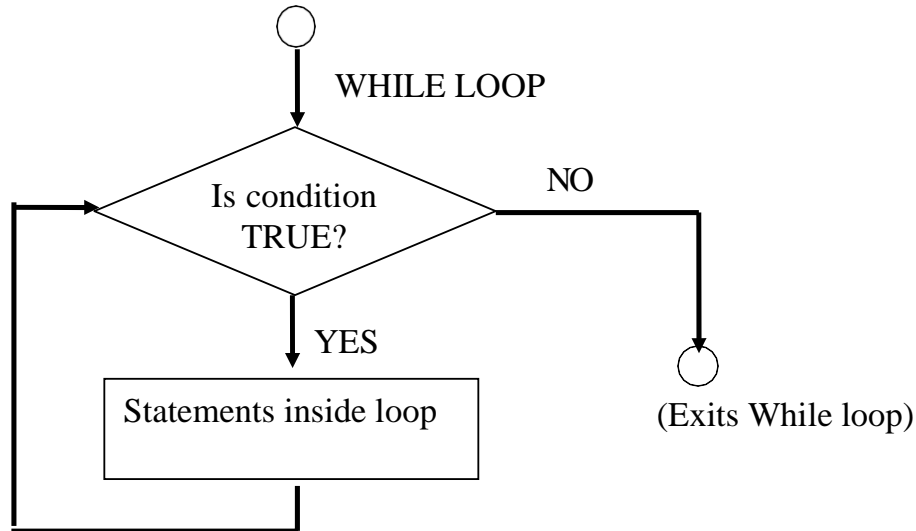 WHILE LOOP
Is condition
TRUE?
NO
YES
Statements inside loop
(Exits While loop)